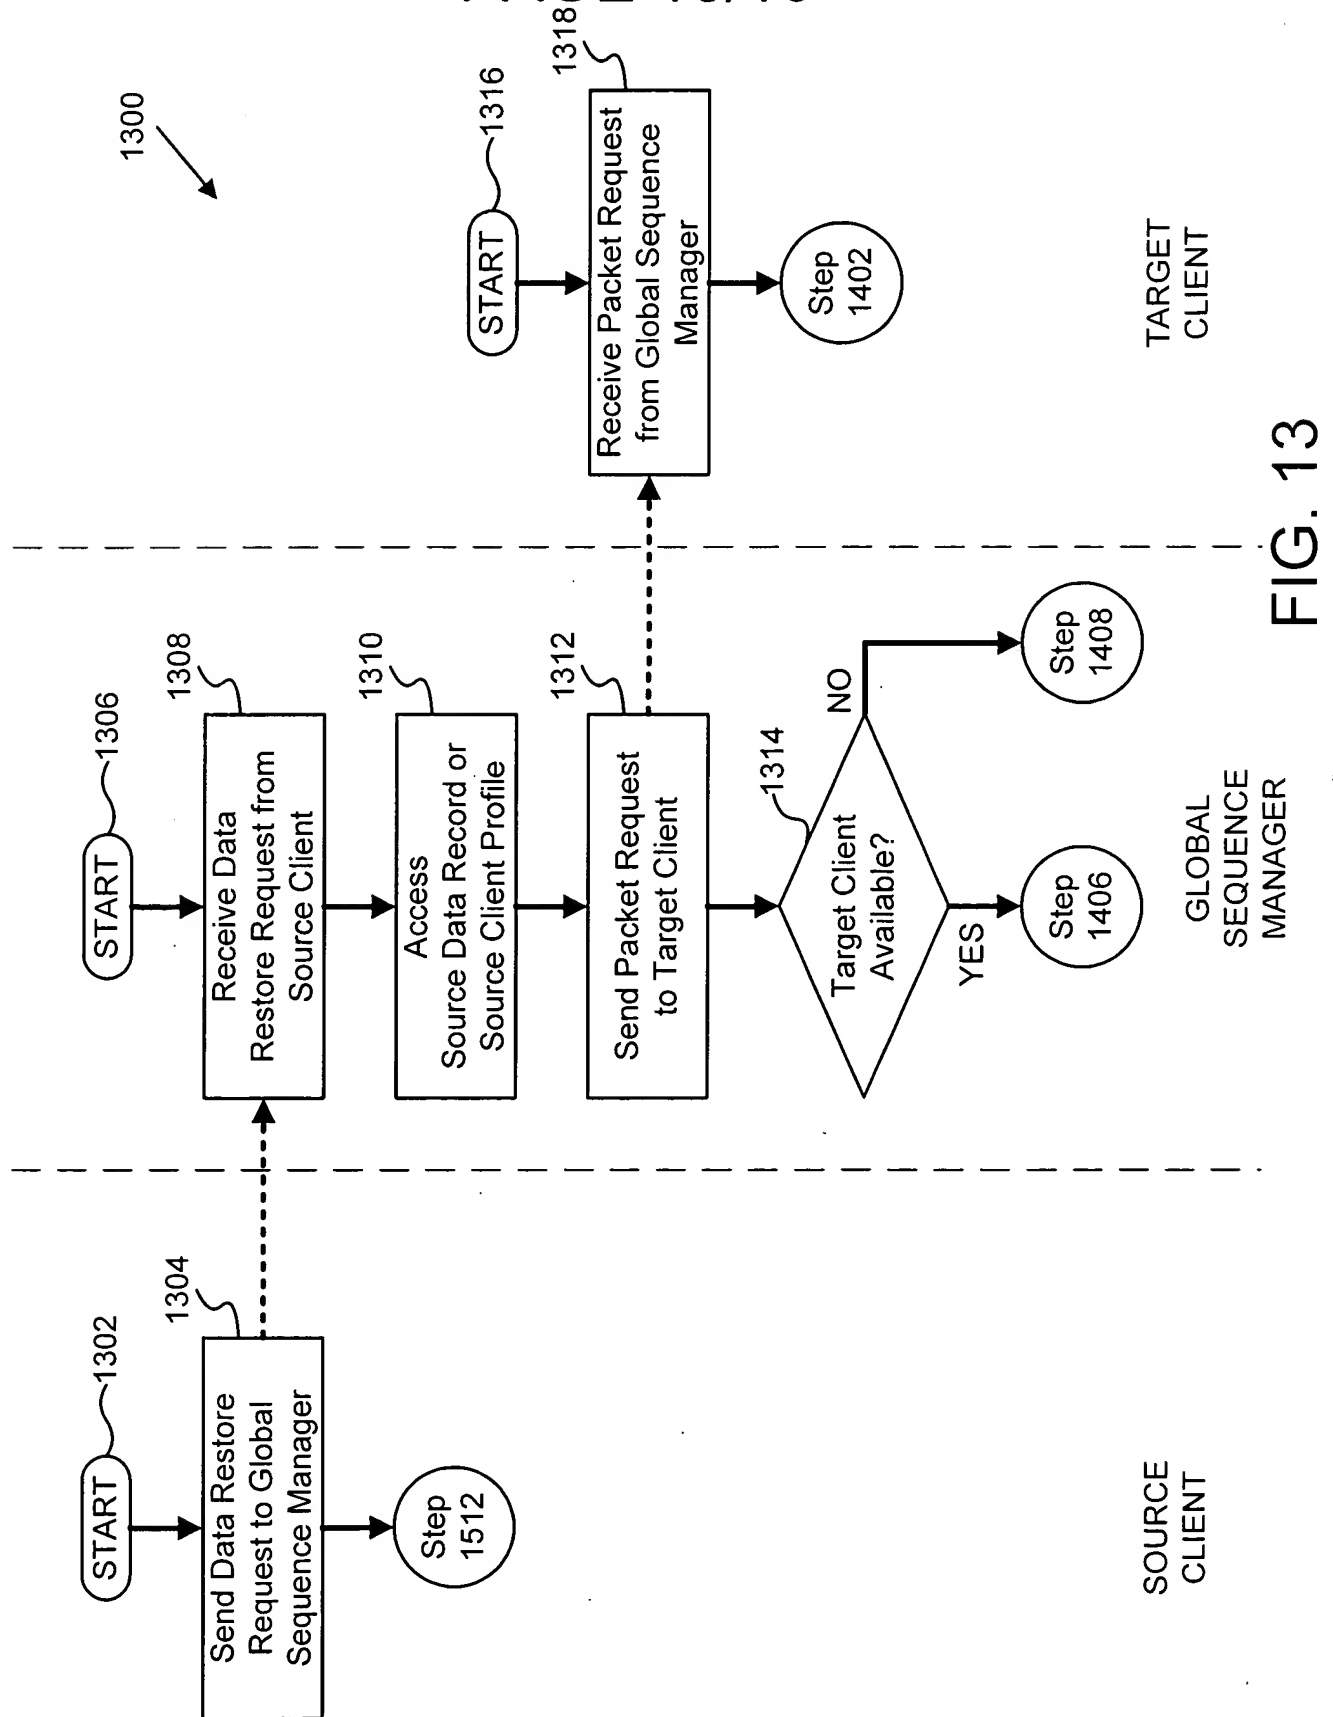 1300
START
1302
Send Data Restore
Request to Global
Sequence Manager
1304
Step
1512
SOURCE
CLIENT
START
1306
Receive Data
Restore Request from
Source Client
1308
Access
Source Data Record or
Source Client Profile
1310
Send Packet Request
to Target Client
1312
Target Client
Available?
1314
NO
YES
Step
1408
Step
1406
GLOBAL
SEQUENCE
MANAGER
START
1316
Receive Packet Request
from Global Sequence
Manager
1318
Step
1402
TARGET
CLIENT
FIG. 13